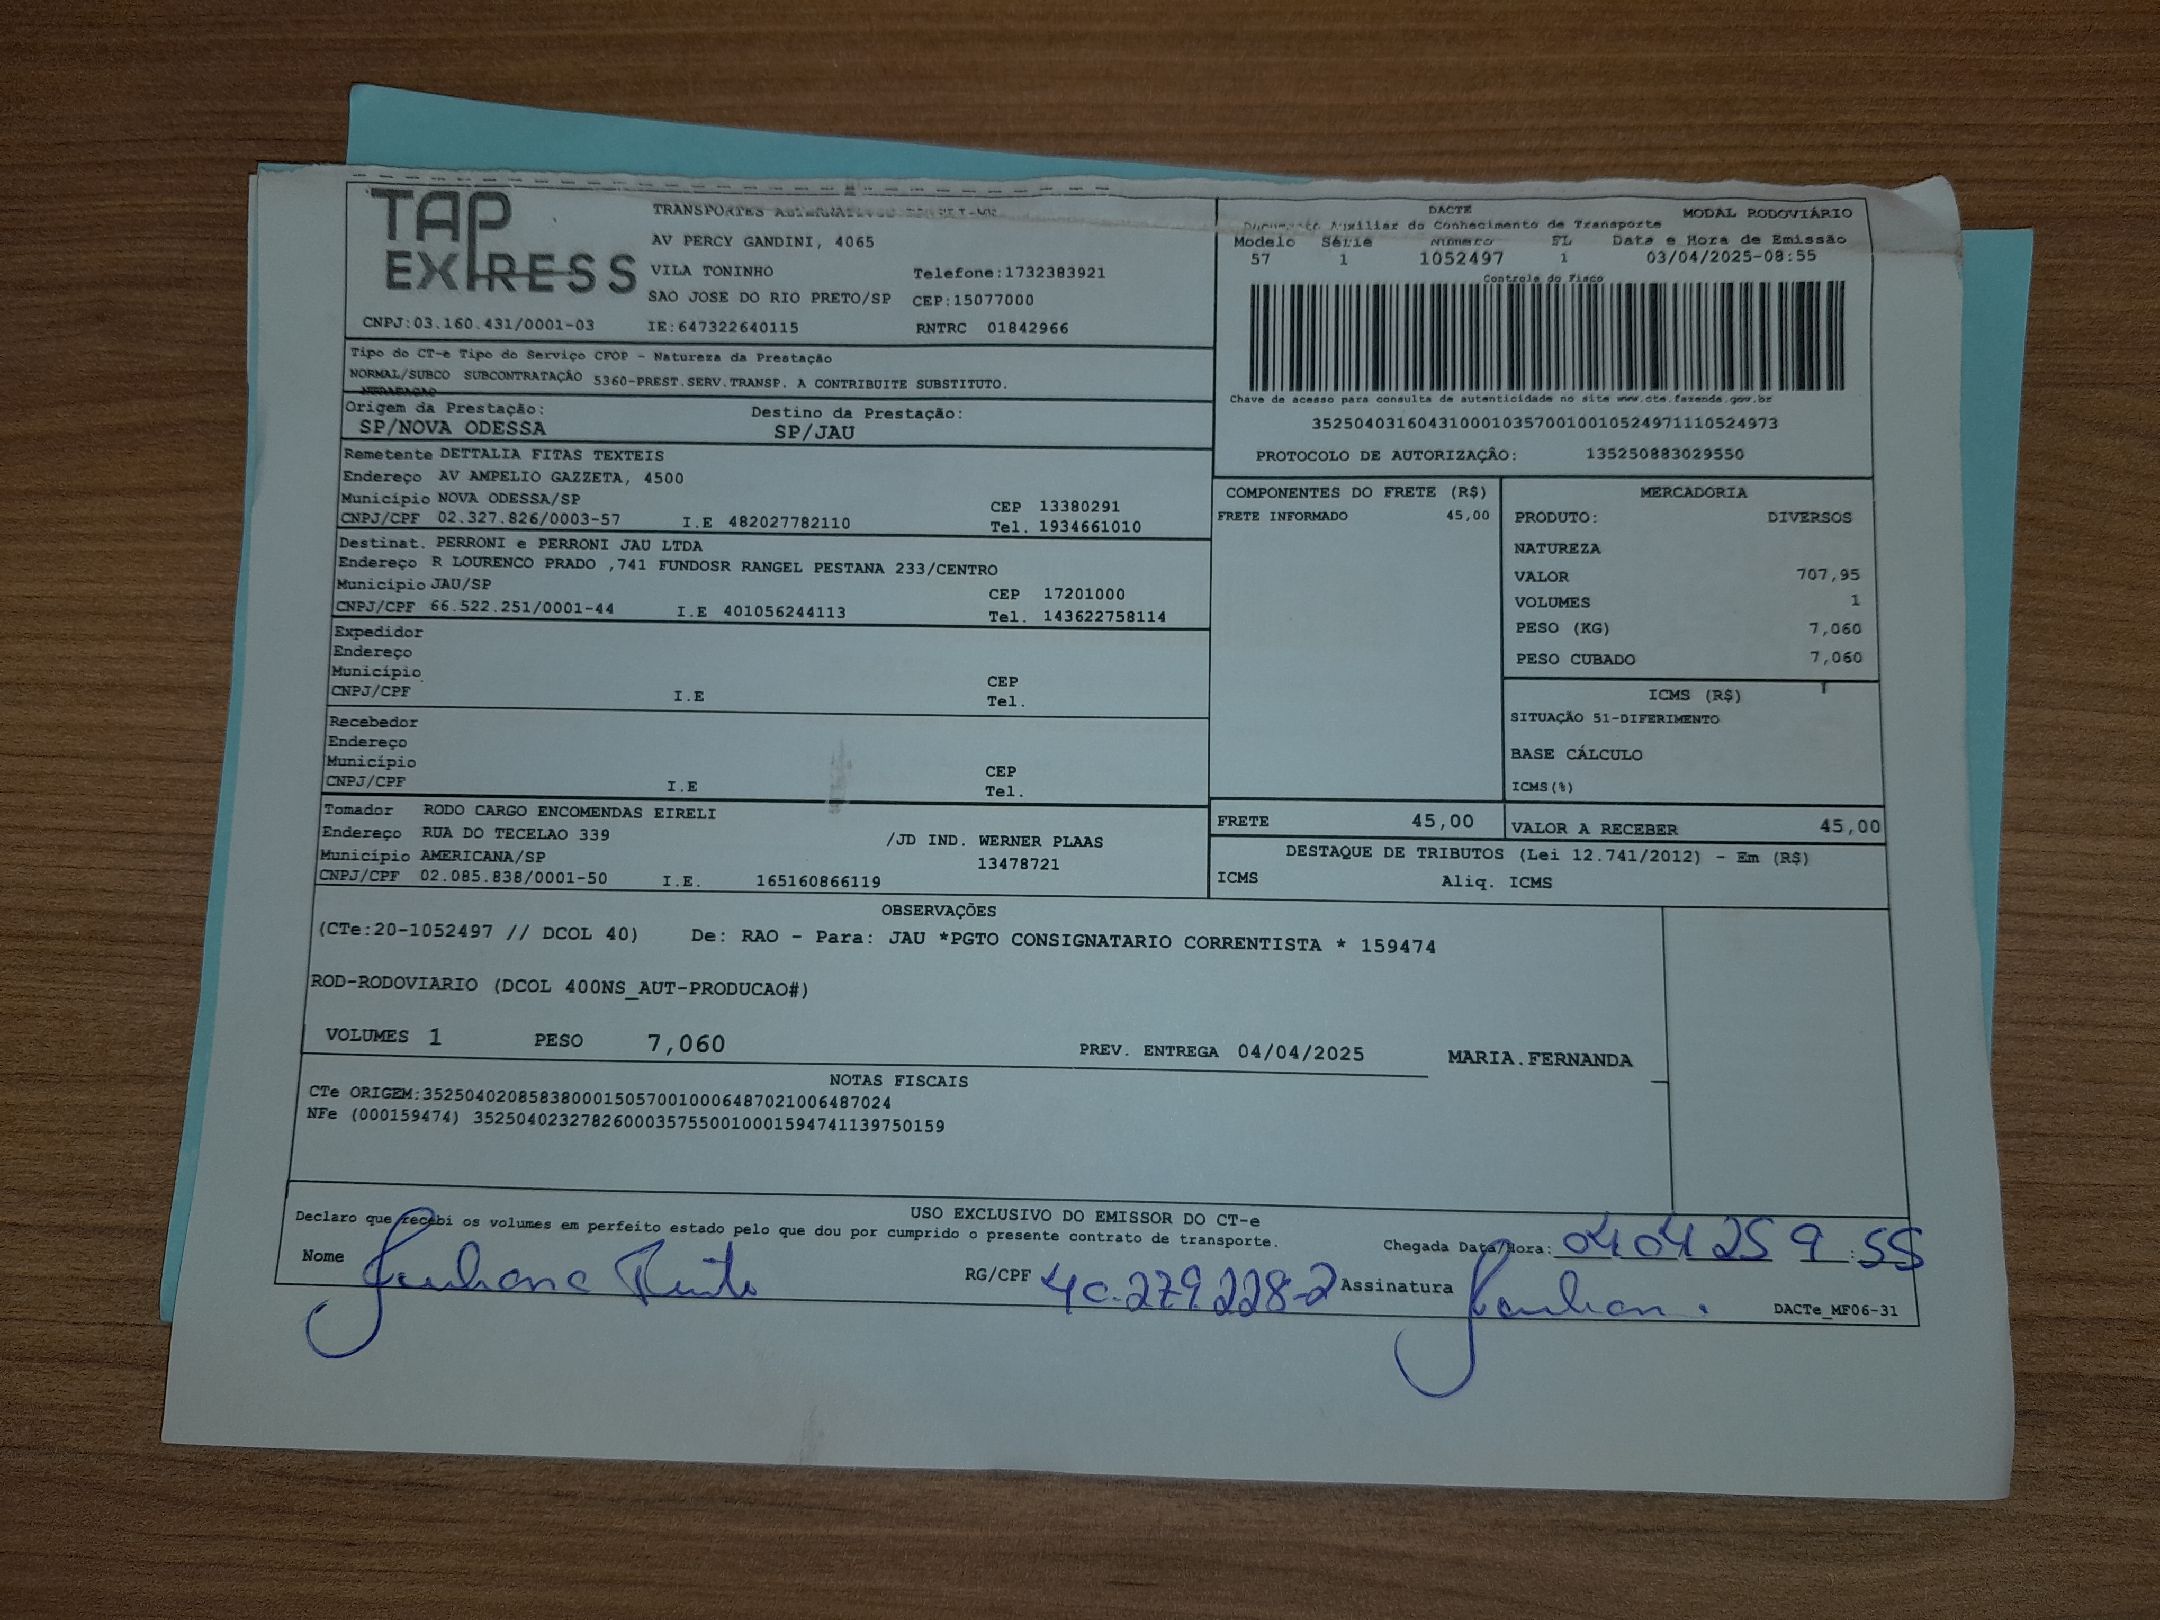 TAP
EXPRESS
TRANSPORTES
AV PERCY GANDINI, 4065
VILA TONINHO Telefone:1732383921
SAO JOSE DO RIO PRETO/SP CEP:15077000
CNPJ:03.160.431/0001-03 IE:647322640115 RNTRC 01842966
DACTE MODAL RODOVIÁRIO
Documento Auxiliar do Conhecimento de Transporte
Modelo Série Número FL Data e Hora de Emissão
57 1 1052497 1 03/04/2025-08:55
Controle do Fisco
Chave de acesso para consulta de autenticidade no site www.cte.fazenda.gov.br
35250403160431000103570010010524971110524973
PROTOCOLO DE AUTORIZAÇÃO: 135250883029550
Tipo do CT-e Tipo do Serviço CFOP - Natureza da Prestação
NORMAL/SUBCO SUBCONTRATAÇÃO 5360-PREST.SERV.TRANSP. A CONTRIBUITE SUBSTITUTO.
Origem da Prestação: Destino da Prestação:
SP/NOVA ODESSA SP/JAU
Remetente DETTALIA FITAS TEXTEIS
Endereço AV AMPELIO GAZZETA, 4500
Município NOVA ODESSA/SP CEP 13380291
CNPJ/CPF 02.327.826/0003-57 I.E 482027782110 Tel. 1934661010
Destinat. PERRONI e PERRONI JAU LTDA
Endereço R LOURENCO PRADO ,741 FUNDOSR RANGEL PESTANA 233/CENTRO
Município JAU/SP CEP 17201000
CNPJ/CPF 66.522.251/0001-44 I.E 401056244113 Tel. 143622758114
Expedidor
Endereço
Município CEP
CNPJ/CPF I.E Tel.
Recebedor
Endereço
Município CEP
CNPJ/CPF I.E Tel.
Tomador RODO CARGO ENCOMENDAS EIRELI
Endereço RUA DO TECELAO 339 /JD IND. WERNER PLAAS
Município AMERICANA/SP 13478721
CNPJ/CPF 02.085.838/0001-50 I.E. 165160866119
COMPONENTES DO FRETE (R$)
FRETE INFORMADO 45,00
MERCADORIA
PRODUTO: DIVERSOS
NATUREZA
VALOR 707,95
VOLUMES 1
PESO (KG) 7,060
PESO CUBADO 7,060
ICMS (R$)
SITUAÇÃO 51-DIFERIMENTO
BASE CÁLCULO
ICMS(%)
FRETE 45,00 VALOR A RECEBER 45,00
DESTAQUE DE TRIBUTOS (Lei 12.741/2012) - Em (R$)
ICMS Aliq. ICMS
OBSERVAÇÕES
(CTe:20-1052497 // DCOL 40) De: RAO - Para: JAU *PGTO CONSIGNATARIO CORRENTISTA * 159474
ROD-RODOVIARIO (DCOL 400NS_AUT-PRODUCAO#)
VOLUMES 1 PESO 7,060 PREV. ENTREGA 04/04/2025 MARIA.FERNANDA
NOTAS FISCAIS
CTe ORIGEM:35250402085838000150570010006487021006487024
NFe (000159474) 35250402327826000357550010001594741139750159
USO EXCLUSIVO DO EMISSOR DO CT-e
Declaro que recebi os volumes em perfeito estado pelo que dou por cumprido o presente contrato de transporte.
Chegada Data/Hora: 04 04 25 9:55
Nome RG/CPF 40.279.228-2 Assinatura
DACTe_MF06-31